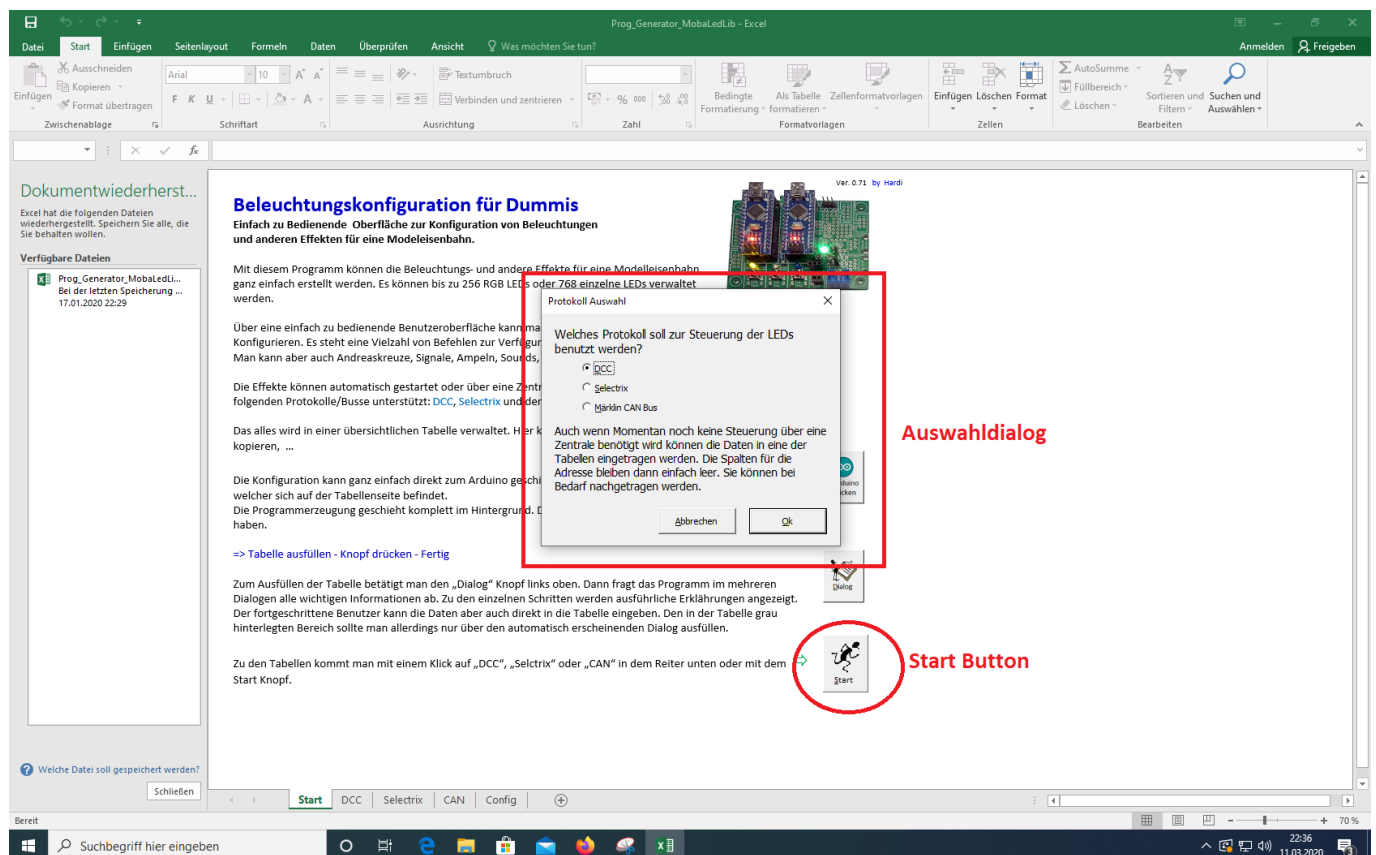 Prog_Generator_MobaLedLib - Excel
Datei Start Einfügen Seitenlayout Formeln Daten Überprüfen Ansicht Was möchten Sie tun? Anmelden Freigeben
Einfügen
Ausschneiden
Kopieren
Format übertragen
Zwischenablage
Arial 10
F K U
Schriftart
Textumbruch
Verbinden und zentrieren
Ausrichtung
% 000
Zahl
Bedingte Formatierung
Als Tabelle formatieren
Zellenformatvorlagen
Formatvorlagen
Einfügen Löschen Format
Zellen
AutoSumme
Füllbereich
Löschen
Sortieren und Filtern
Suchen und Auswählen
Bearbeiten
fx
Dokumentwiederherst...
Excel hat die folgenden Dateien
wiederhergestellt. Speichern Sie alle, die
Sie behalten wollen.
Verfügbare Dateien
Prog_Generator_MobaLedLi...
Bei der letzten Speicherung ...
17.01.2020 22:29
Welche Datei soll gespeichert werden?
Schließen
Ver. 0.71 by Hardi
Beleuchtungskonfiguration für Dummis
Einfach zu Bedienende Oberfläche zur Konfiguration von Beleuchtungen
und anderen Effekten für eine Modeleisenbahn.
Mit diesem Programm können die Beleuchtungs- und andere Effekte für eine Modelleisenbahn
ganz einfach erstellt werden. Es können bis zu 256 RGB LEDs oder 768 einzelne LEDs verwaltet
werden.
Über eine einfach zu bedienende Benutzeroberfläche kann ma
Konfigurieren. Es steht eine Vielzahl von Befehlen zur Verfügun
Man kann aber auch Andreaskreuze, Signale, Ampeln, Sounds,
Die Effekte können automatisch gestartet oder über eine Zentr
folgenden Protokolle/Busse unterstützt: DCC, Selectrix und der
Das alles wird in einer übersichtlichen Tabelle verwaltet. Hier k
kopieren, ...
Die Konfiguration kann ganz einfach direkt zum Arduino geschi
welcher sich auf der Tabellenseite befindet.
Die Programmerzeugung geschieht komplett im Hintergrund. D
haben.
=> Tabelle ausfüllen - Knopf drücken - Fertig
Zum Ausfüllen der Tabelle betätigt man den „Dialog“ Knopf links oben. Dann fragt das Programm im mehreren
Dialogen alle wichtigen Informationen ab. Zu den einzelnen Schritten werden ausführliche Erklährungen angezeigt.
Der fortgeschrittene Benutzer kann die Daten aber auch direkt in die Tabelle eingeben. Den in der Tabelle grau
hinterlegten Bereich sollte man allerdings nur über den automatisch erscheinenden Dialog ausfüllen.
Zu den Tabellen kommt man mit einem Klick auf „DCC“, „Selctrix“ oder „CAN“ in dem Reiter unten oder mit dem
Start Knopf.
Protokoll Auswahl
Welches Protokoll soll zur Steuerung der LEDs
benutzt werden?
DCC
Selectrix
Märklin CAN Bus
Auch wenn Momentan noch keine Steuerung über eine
Zentrale benötigt wird können die Daten in eine der
Tabellen eingetragen werden. Die Spalten für die
Adresse bleiben dann einfach leer. Sie können bei
Bedarf nachgetragen werden.
Abbrechen Ok
Auswahldialog
Dialog
Start
Start Button
Start DCC Selectrix CAN Config
Bereit
70 %
Suchbegriff hier eingeben
22:36
11.03.2020